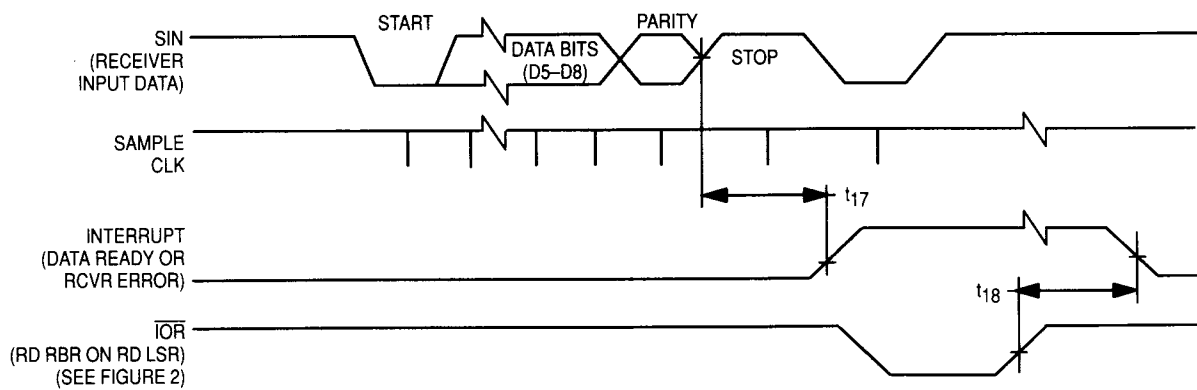 START
PARITY
SIN
(RECEIVER
INPUT DATA)
DATA BITS
(D5–D8)
STOP
SAMPLE
CLK
t17
INTERRUPT
(DATA READY OR
RCVR ERROR)
t18
IOR
(RD RBR ON RD LSR)
(SEE FIGURE 2)